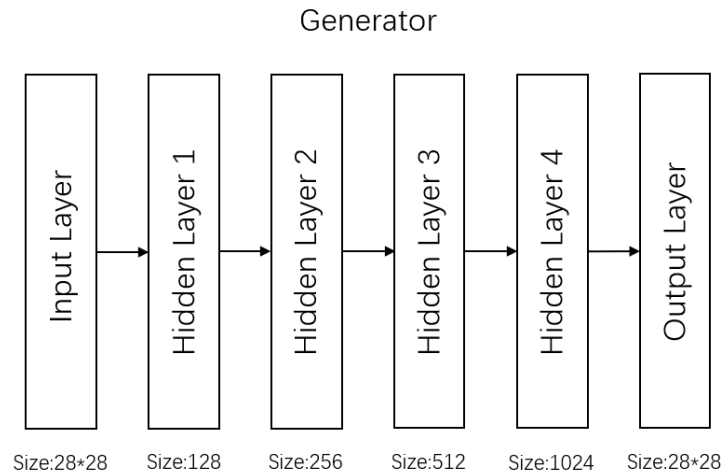 Generator
Input Layer
Hidden Layer 1
Hidden Layer 2
Hidden Layer 3
Hidden Layer 4
Output Layer
Size:28*28
Size:128
Size:256
Size:512
Size:1024
Size:28*28